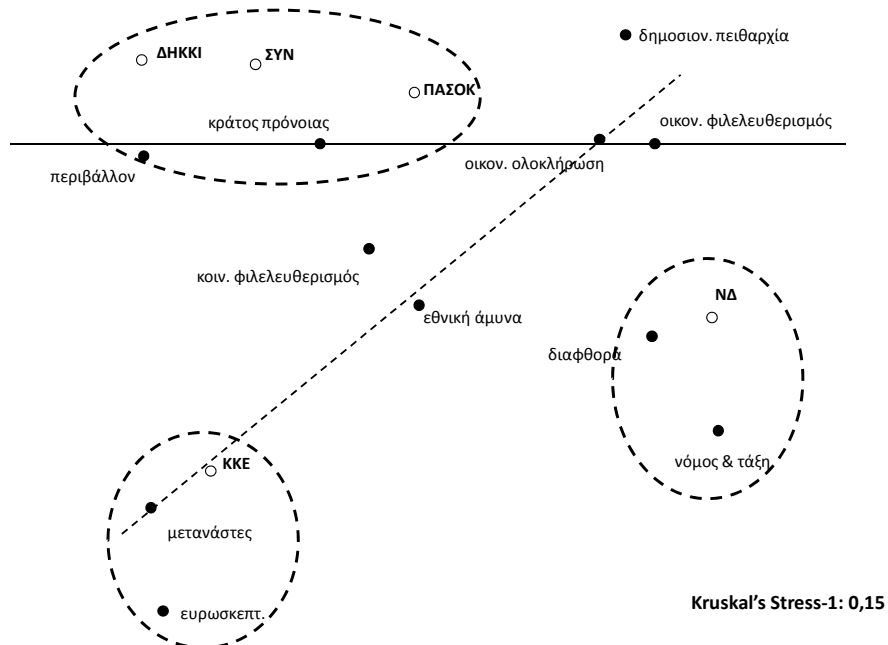 δημοσιον. πειθαρχία
ΔΗΚΚΙ
ΣΥΝ
ΠΑΣΟΚ
κράτος πρόνοιας
οικον. φιλελευθερισμός
οικον. ολοκλήρωση
περιβάλλον
κοιν. φιλελευθερισμός
ΝΔ
εθνική άμυνα
διαφθορά
ΚΚΕ
νόμος & τάξη
μετανάστες
Kruskal's Stress-1: 0,15
ευρωσκεπτ.